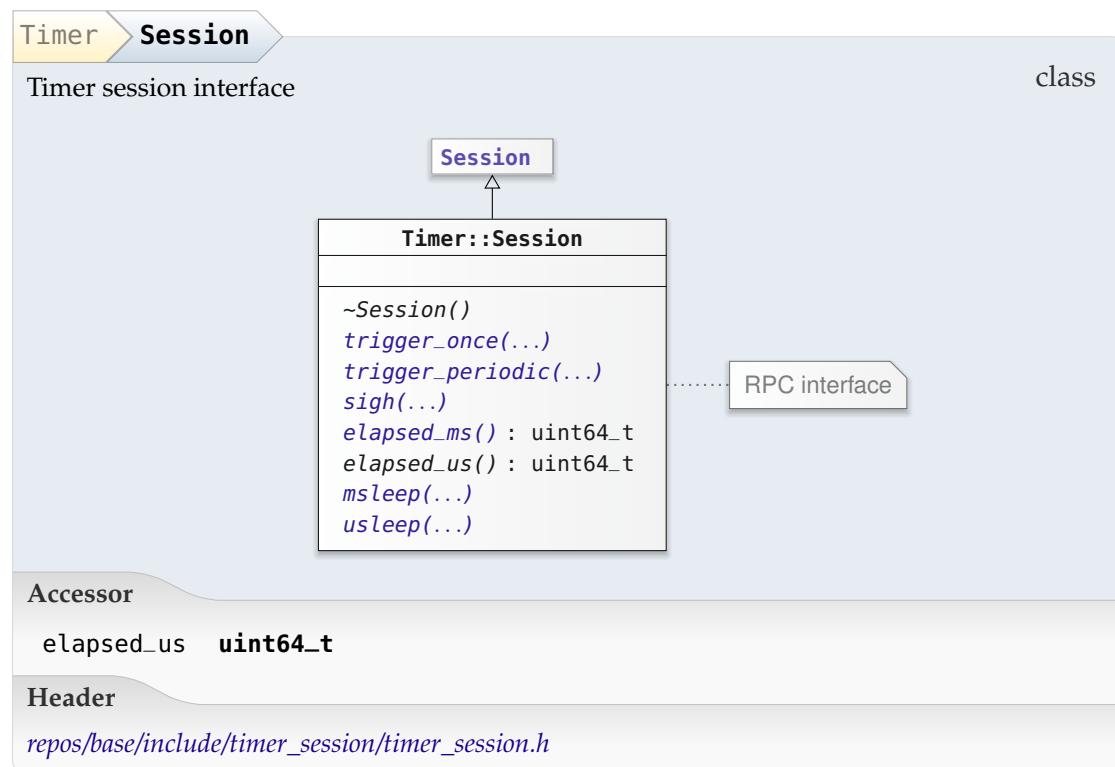 Timer Session
class
Timer session interface
Session
Timer::Session
~Session()
trigger_once(...)
trigger_periodic(...)
sigh(...)
elapsed_ms() : uint64_t
elapsed_us() : uint64_t
msleep(...)
usleep(...)
RPC interface
Accessor
elapsed_us uint64_t
Header
repos/base/include/timer_session/timer_session.h